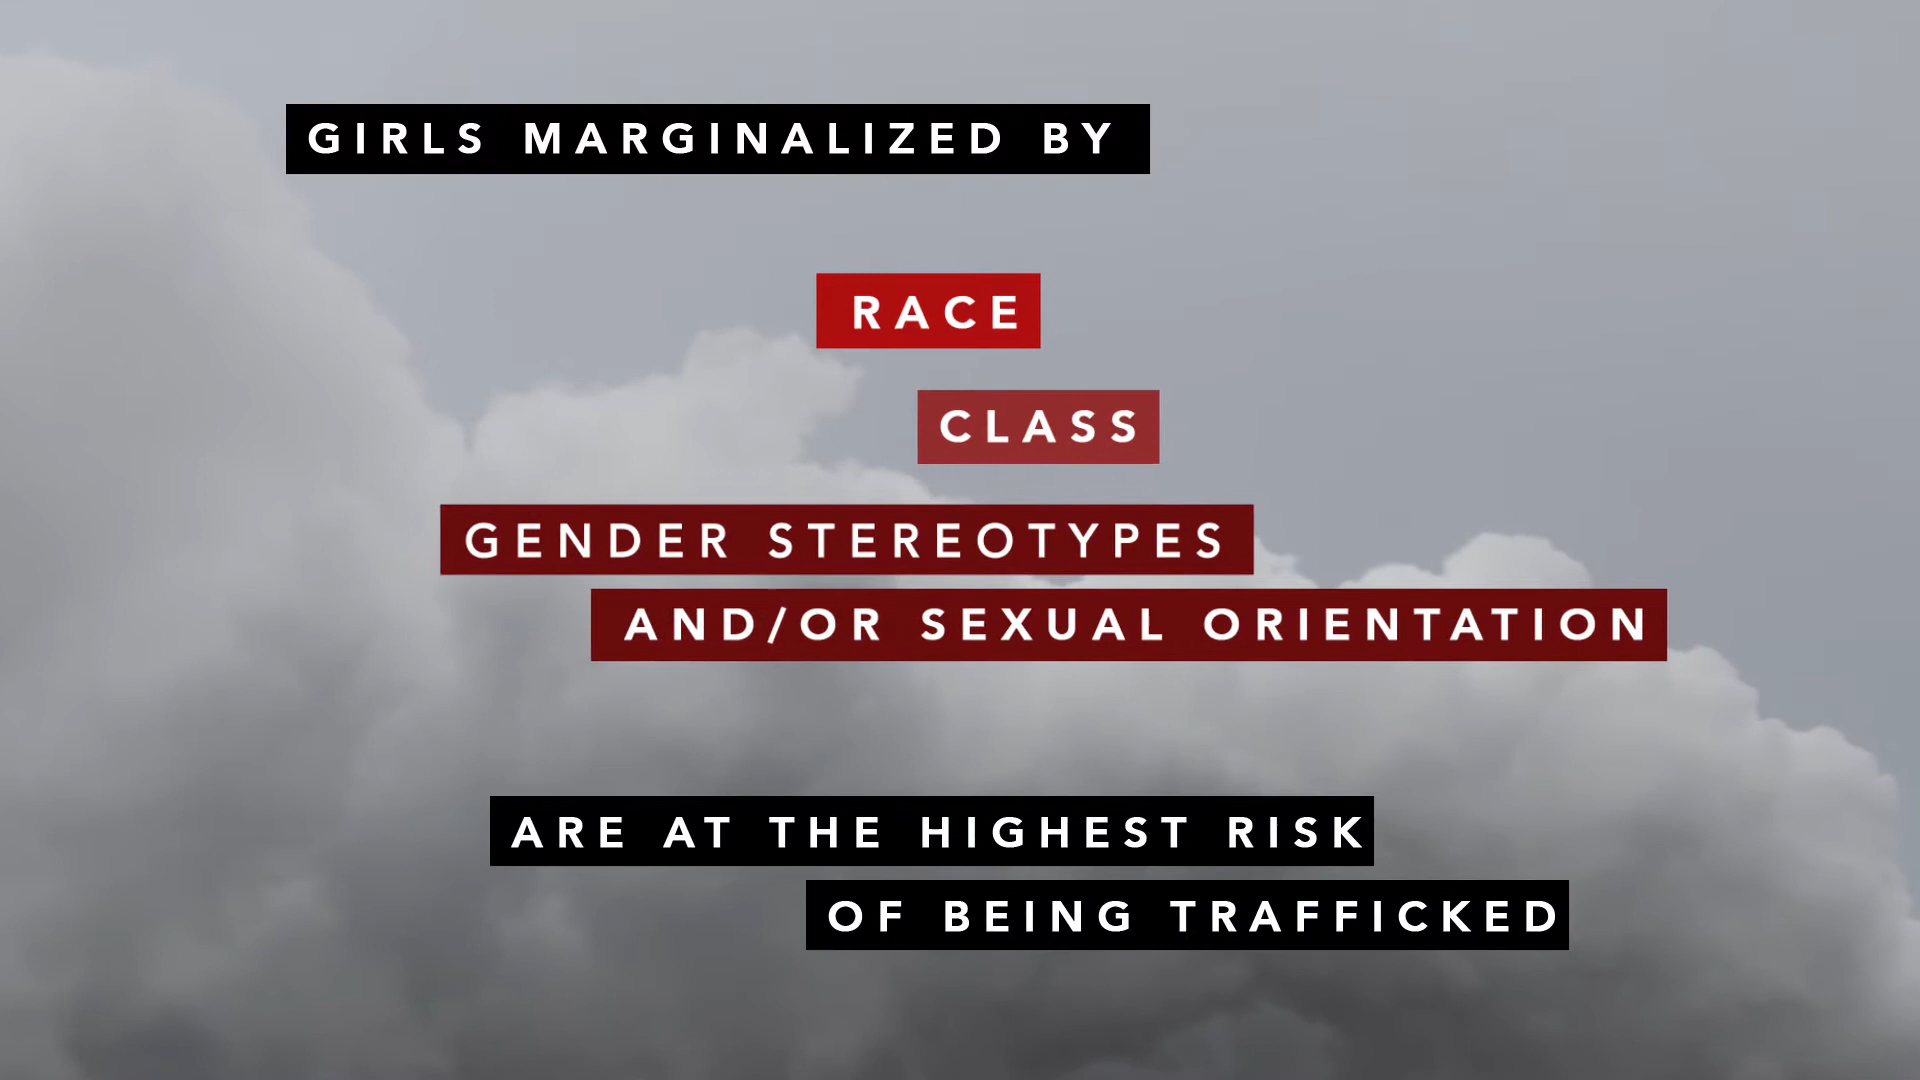 GIRLS MARGINALIZED BY
RACE
CLASS
GENDER STEREOTYPES
AND/OR SEXUAL ORIENTATION
ARE AT THE HIGHEST RISK
OF BEING TRAFFICKED